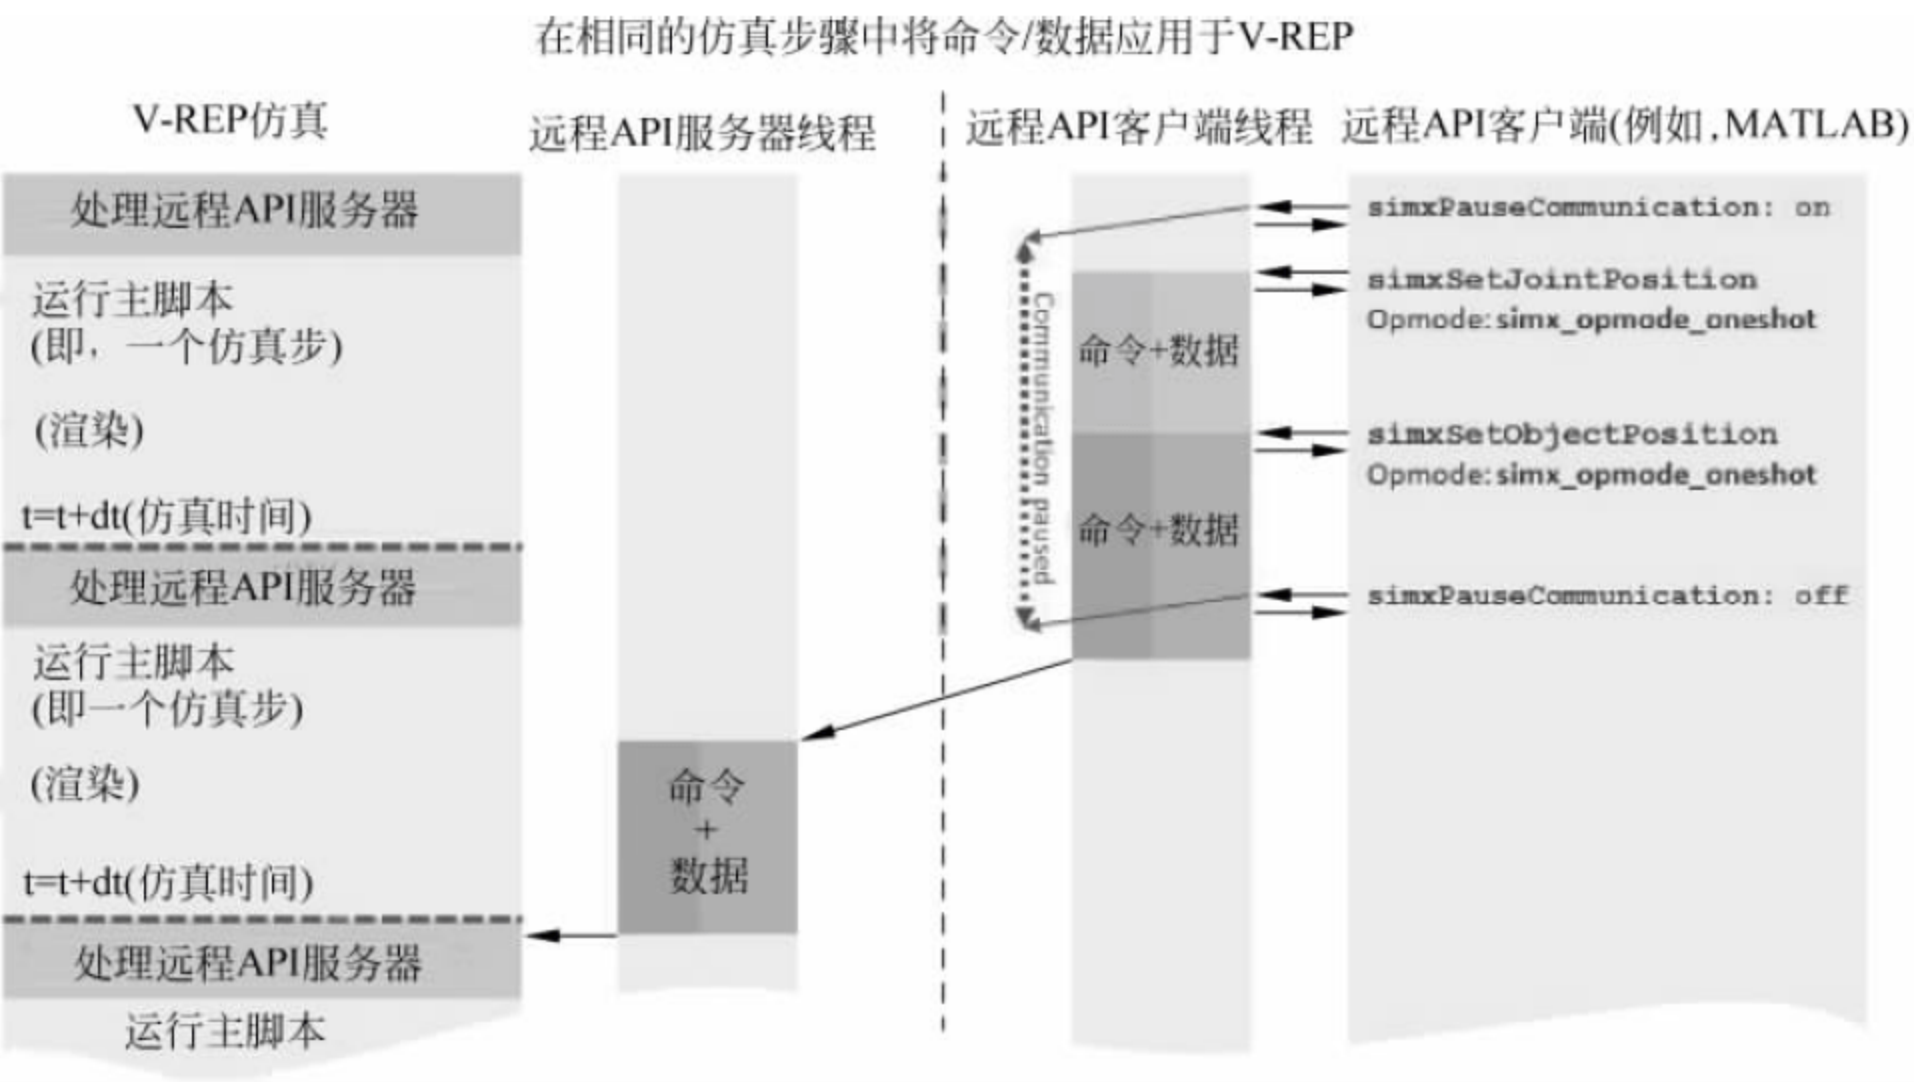 在相同的仿真步骤中将命令/数据应用于V-REP
V-REP仿真
处理远程API服务器
运行主脚本
(即，一个仿真步)
(渲染)
t=t+dt(仿真时间)
处理远程API服务器
运行主脚本
(即一个仿真步)
(渲染)
t=t+dt(仿真时间)
处理远程API服务器
运行主脚本
远程API服务器线程
命令
+
数据
远程API客户端线程
Communication paused
命令+数据
命令+数据
远程API客户端(例如,MATLAB)
simxPauseCommunication: on
simxSetJointPosition
Opmode:simx_opmode_oneshot
simxSetObjectPosition
Opmode:simx_opmode_oneshot
simxPauseCommunication: off